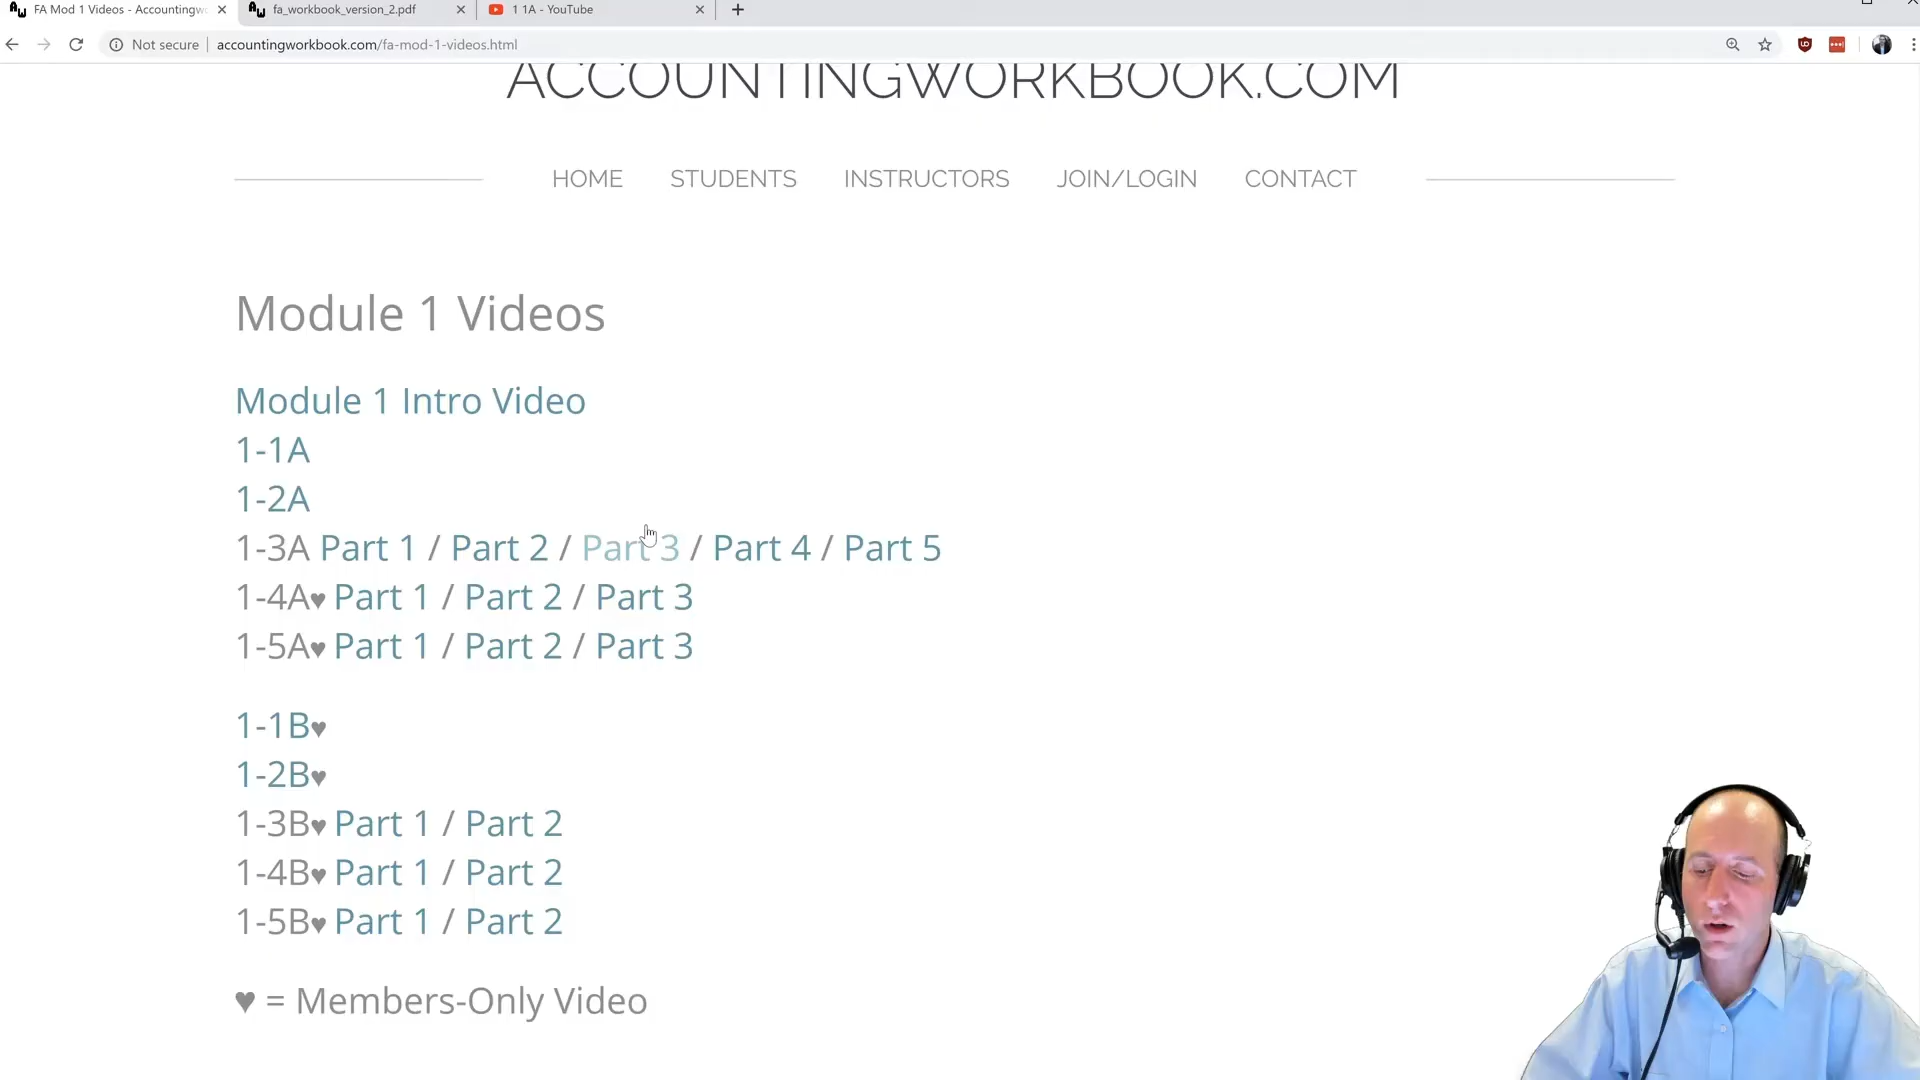 FA Mod 1 Videos - Accountingw
fa_workbook_version_2.pdf
1 1A - YouTube
Not secure
accountingworkbook.com/fa-mod-1-videos.html
ACCOUNTINGWORKBOOK.COM
HOME STUDENTS INSTRUCTORS JOIN/LOGIN CONTACT
Module 1 Videos
Module 1 Intro Video
1-1A
1-2A
1-3A Part 1 / Part 2 / Part 3 / Part 4 / Part 5
1-4A♥ Part 1 / Part 2 / Part 3
1-5A♥ Part 1 / Part 2 / Part 3
1-1B♥
1-2B♥
1-3B♥ Part 1 / Part 2
1-4B♥ Part 1 / Part 2
1-5B♥ Part 1 / Part 2
♥ = Members-Only Video